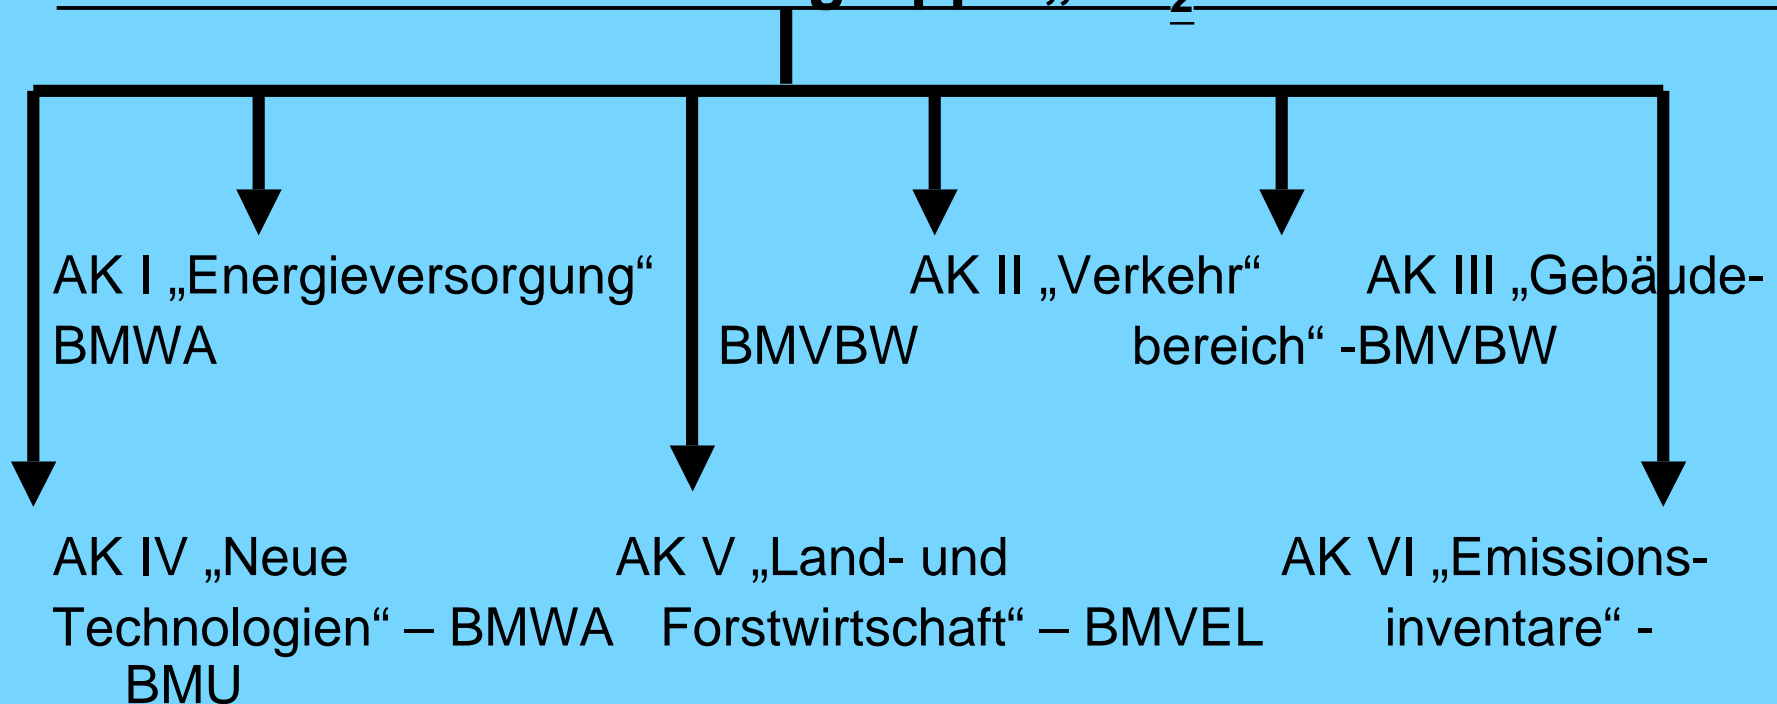 AK I „Energieversorgung“ AK II „Verkehr“ AK III „Gebäude-
BMWA BMVBW bereich“ -BMVBW
AK IV „Neue AK V „Land- und AK VI „Emissions-
Technologien“ – BMWA Forstwirtschaft“ – BMVEL inventare“ -
BMU